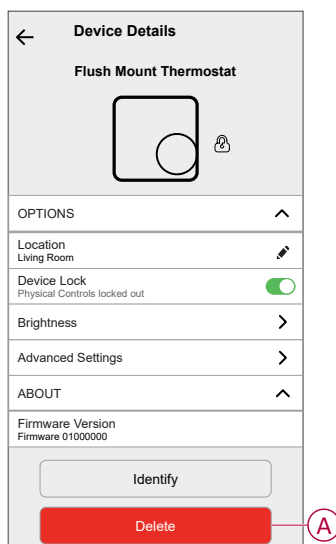 Device Details
Flush Mount Thermostat
OPTIONS
Location
Living Room
Device Lock
Physical Controls locked out
Brightness
Advanced Settings
ABOUT
Firmware Version
Firmware 01000000
Identify
Delete
A